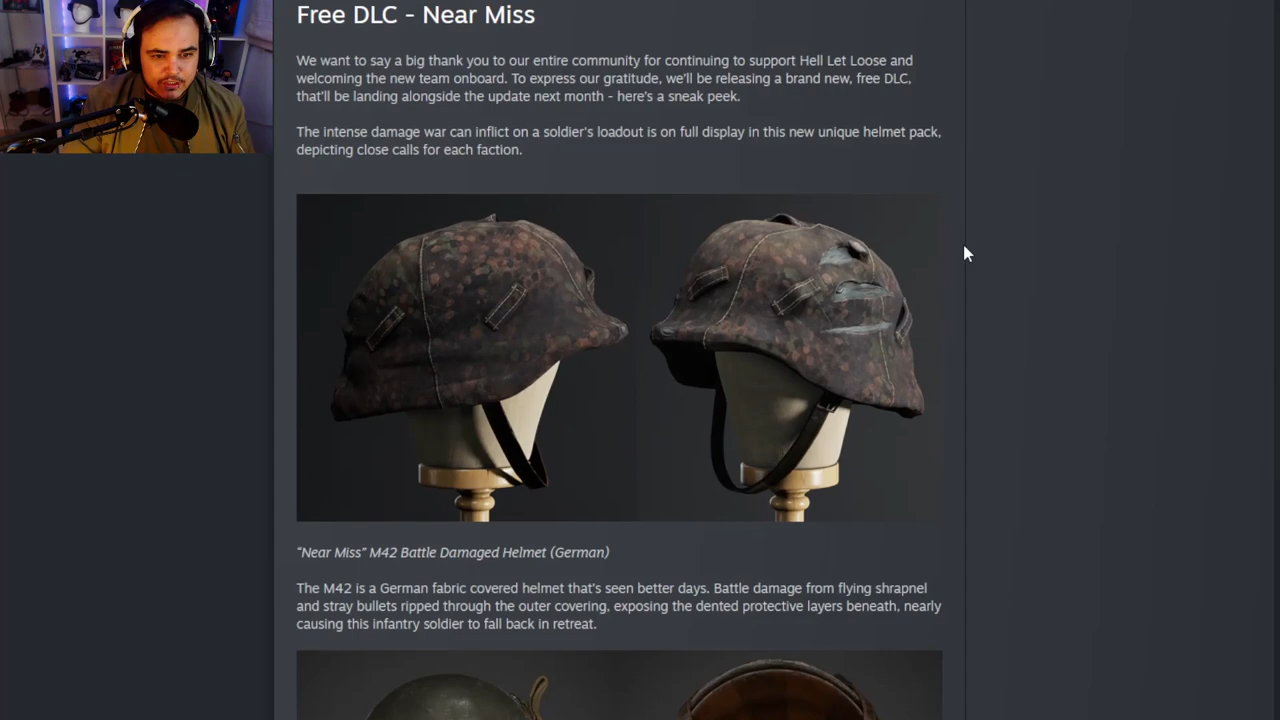 Free DLC - Near Miss
We want to say a big thank you to our entire community for continuing to support Hell Let Loose and
welcoming the new team onboard. To express our gratitude, we'll be releasing a brand new, free DLC,
that'll be landing alongside the update next month - here's a sneak peek.
The intense damage war can inflict on a soldier's loadout is on full display in this new unique helmet pack,
depicting close calls for each faction.
“Near Miss” M42 Battle Damaged Helmet (German)
The M42 is a German fabric covered helmet that's seen better days. Battle damage from flying shrapnel
and stray bullets ripped through the outer covering, exposing the dented protective layers beneath, nearly
causing this infantry soldier to fall back in retreat.